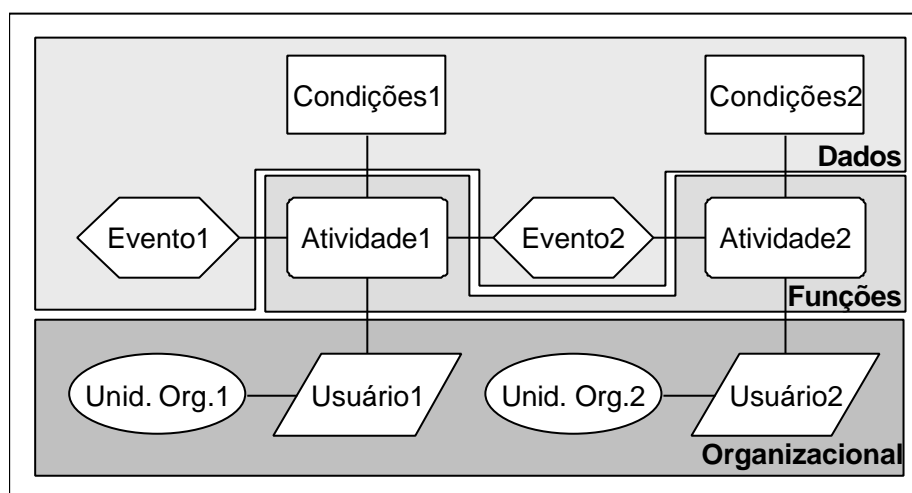 Condições1
Condições2
Dados
Evento1
Atividade1
Evento2
Atividade2
Funções
Unid. Org.1
Usuário1
Unid. Org.2
Usuário2
Organizacional